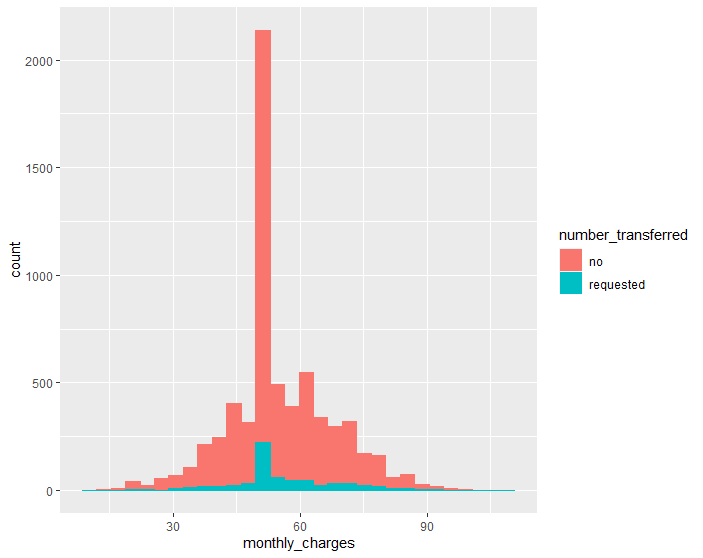 2000
1500
1000
500
0
count
30 60 90
monthly_charges
number_transferred
no
requested